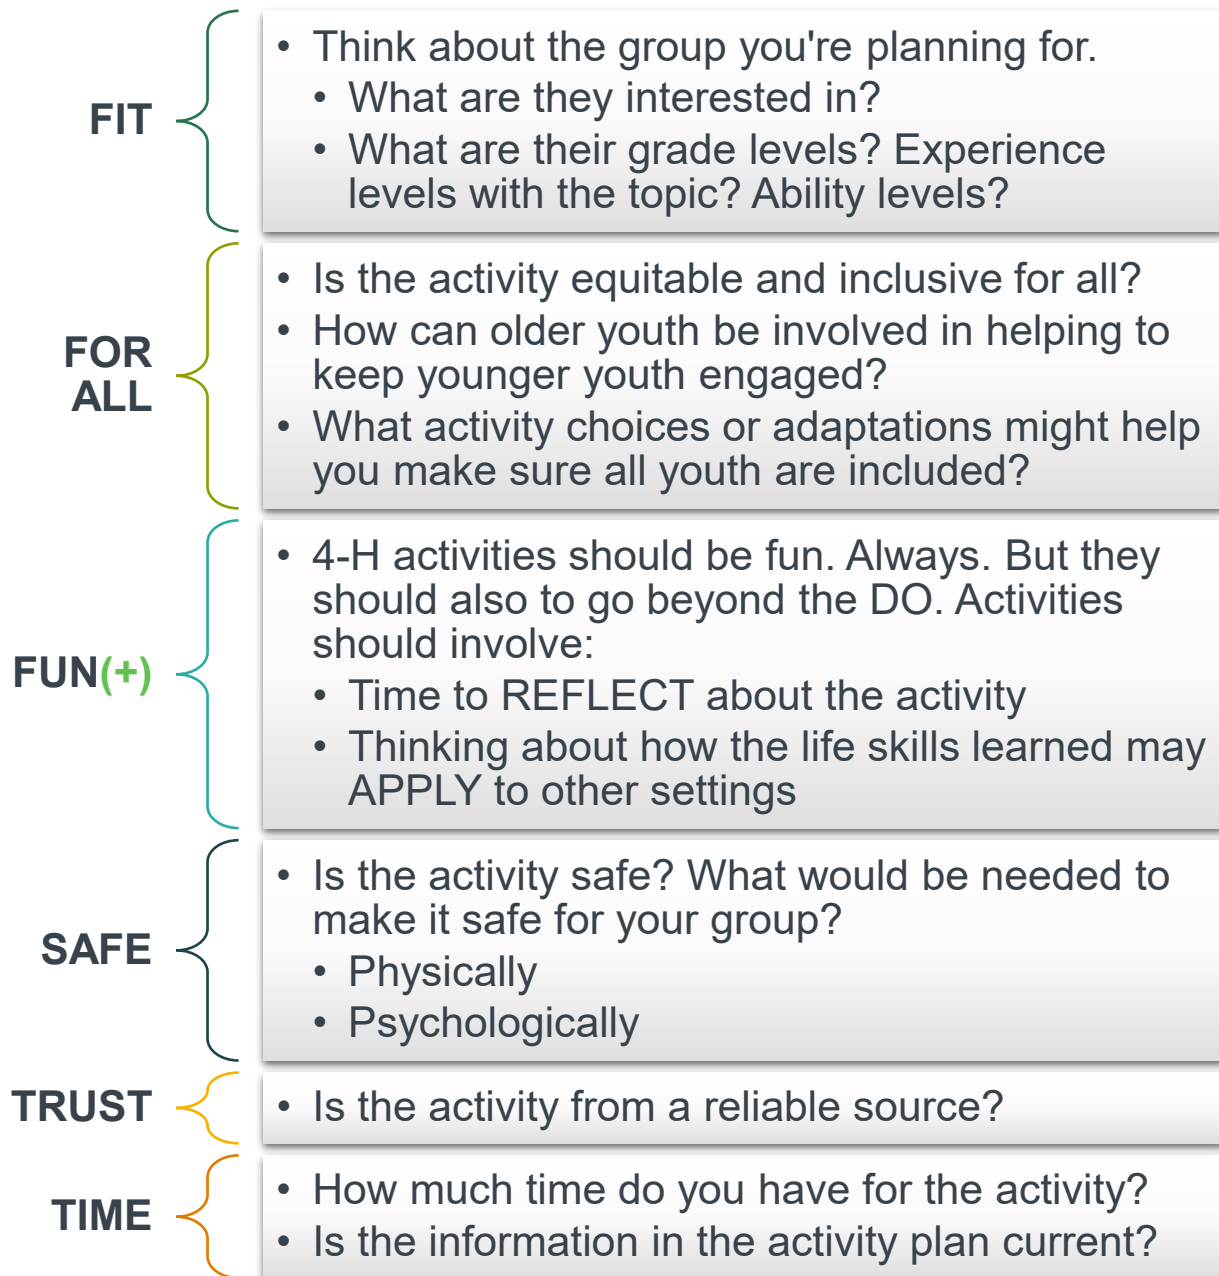 FIT
• Think about the group you're planning for.
• What are they interested in?
• What are their grade levels? Experience
levels with the topic? Ability levels?
FOR
ALL
• Is the activity equitable and inclusive for all?
• How can older youth be involved in helping to
keep younger youth engaged?
• What activity choices or adaptations might help
you make sure all youth are included?
FUN(+)
• 4-H activities should be fun. Always. But they
should also to go beyond the DO. Activities
should involve:
• Time to REFLECT about the activity
• Thinking about how the life skills learned may
APPLY to other settings
SAFE
• Is the activity safe? What would be needed to
make it safe for your group?
• Physically
• Psychologically
TRUST
• Is the activity from a reliable source?
TIME
• How much time do you have for the activity?
• Is the information in the activity plan current?